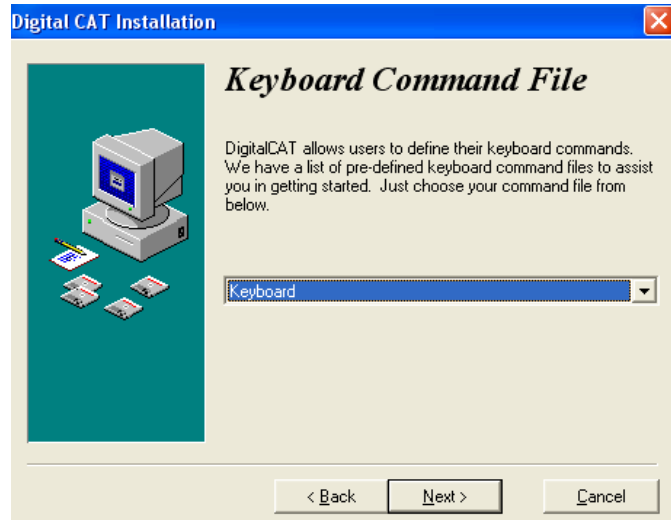 Digital CAT Installation
Keyboard Command File
DigitalCAT allows users to define their keyboard commands.
We have a list of pre-defined keyboard command files to assist
you in getting started. Just choose your command file from
below.
Keyboard
< Back Next > Cancel